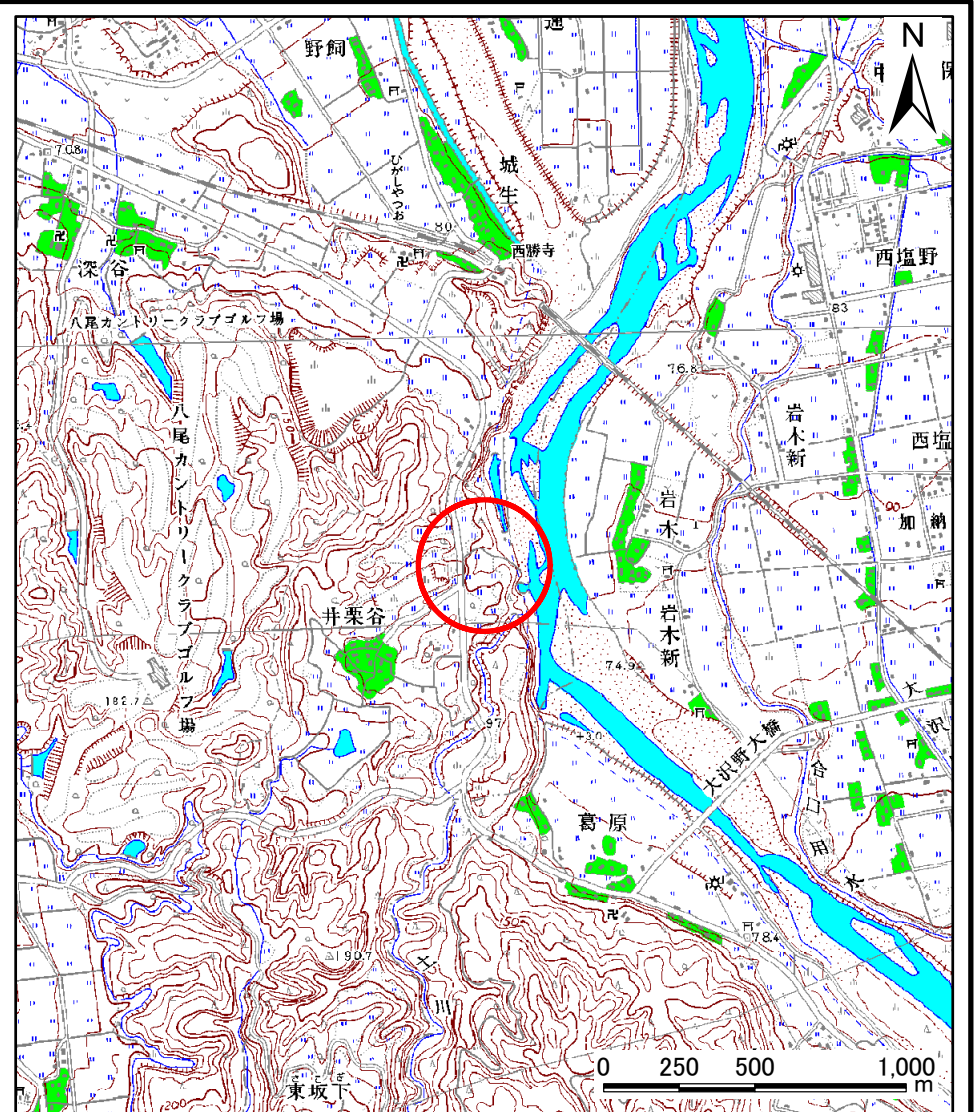 野飼
N
70.8
ひがしやつお
城生
80
西勝寺
深谷
西塩野
83
八尾カントリークラブゴルフ場
76.8
岩木新
八尾カントリークラブゴルフ場
西塩
岩木
90
加納
井栗谷
岩木新
74.9
182.7
97
大沢
大沢野大橋
合口用水
葛原
150
78.4
190.7
土川
東坂下
200
0 250 500 1,000
m